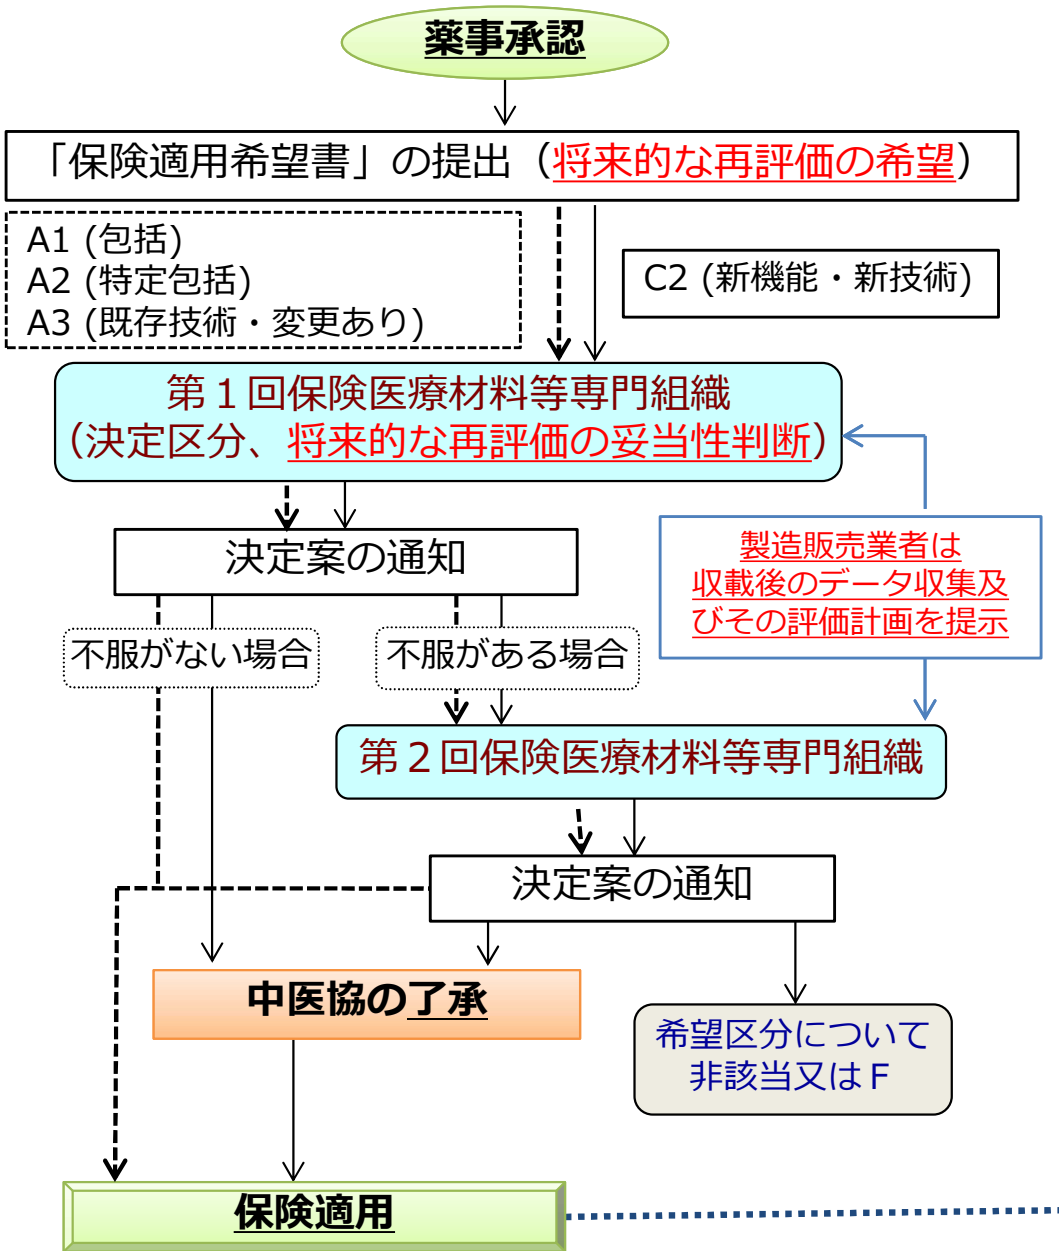 薬事承認
「保険適用希望書」の提出（将来的な再評価の希望）
A1 (包括)
A2 (特定包括)
A3 (既存技術・変更あり)
C2 (新機能・新技術)
第１回保険医療材料等専門組織
（決定区分、将来的な再評価の妥当性判断）
決定案の通知
製造販売業者は
収載後のデータ収集及
びその評価計画を提示
不服がない場合
不服がある場合
第２回保険医療材料等専門組織
決定案の通知
中医協の了承
希望区分について
非該当又はＦ
保険適用